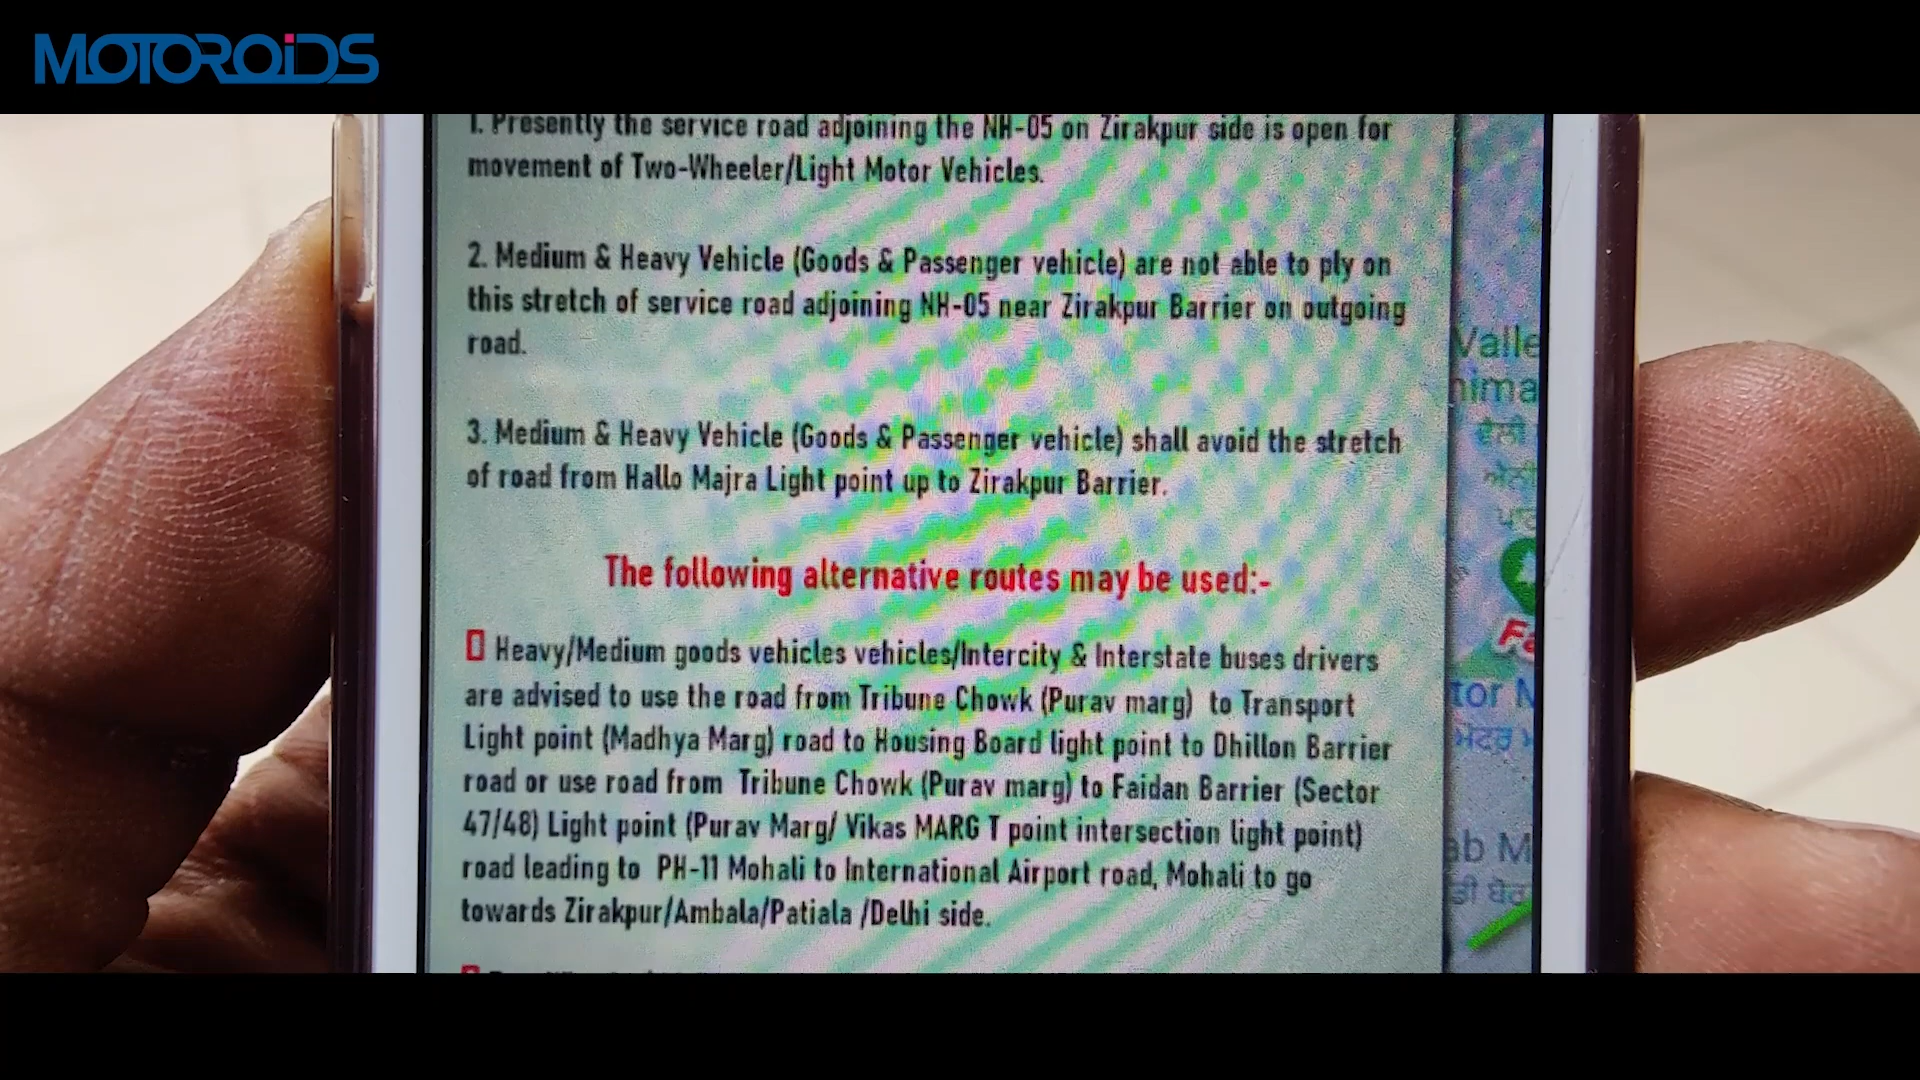 MOTOROiDS
1. Presently the service road adjoining the NH-05 on Zirakpur side is open for
movement of Two-Wheeler/Light Motor Vehicles.
2. Medium & Heavy Vehicle (Goods & Passenger vehicle) are not able to ply on
this stretch of service road adjoining NH-05 near Zirakpur Barrier on outgoing
road.
3. Medium & Heavy Vehicle (Goods & Passenger vehicle) shall avoid the stretch
of road from Hallo Majra Light point up to Zirakpur Barrier.
The following alternative routes may be used:-
Heavy/Medium goods vehicles vehicles/Intercity & Interstate buses drivers
are advised to use the road from Tribune Chowk (Purav marg) to Transport
Light point (Madhya Marg) road to Housing Board light point to Dhillon Barrier
road or use road from Tribune Chowk (Purav marg) to Faidan Barrier (Sector
47/48) Light point (Purav Marg/ Vikas MARG T point intersection light point)
road leading to PH-11 Mohali to International Airport road, Mohali to go
towards Zirakpur/Ambala/Patiala /Delhi side.
Valle
hima
Fa
tor M
ab M